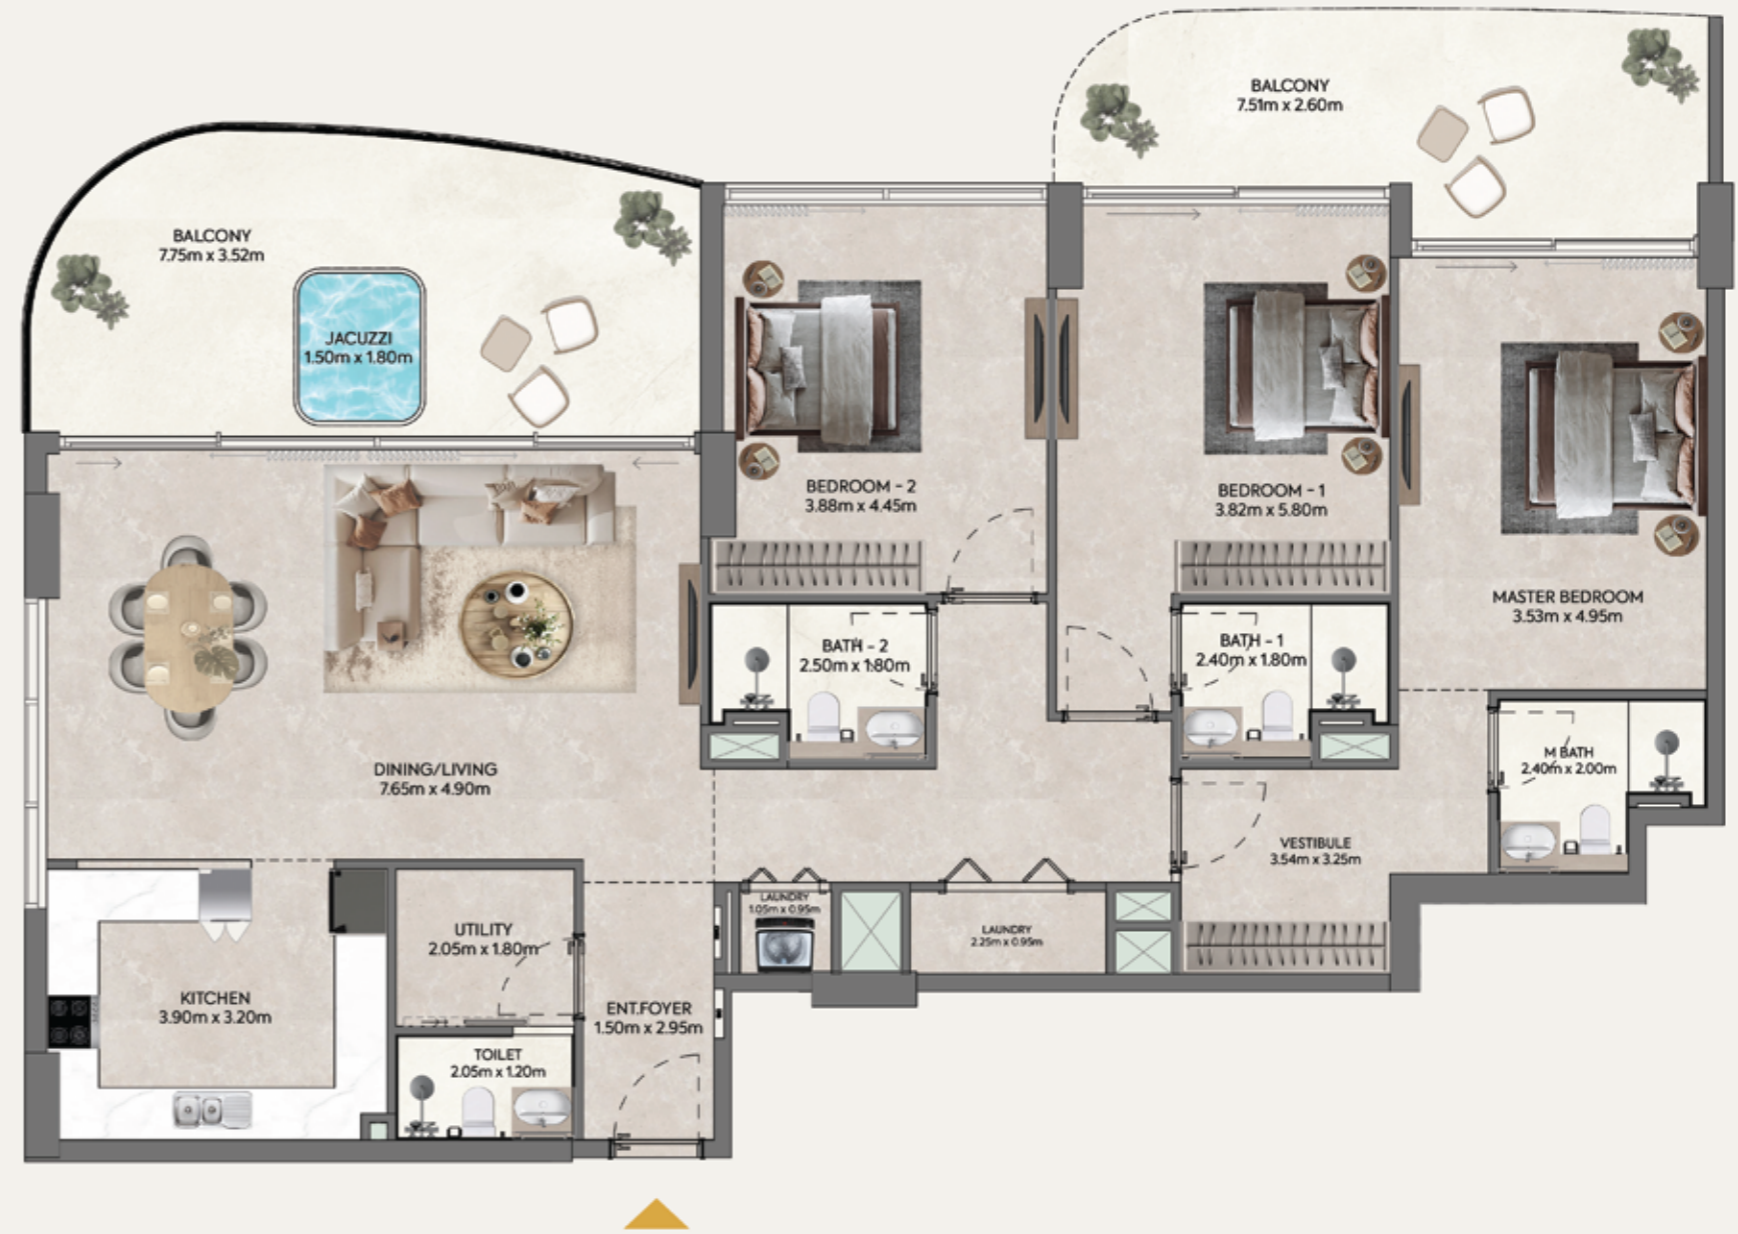 BALCONY
7.51m x 2.60m
BALCONY
7.75m x 3.52m
JACUZZI
1.50m x 1.80m
BEDROOM - 2
3.88m x 4.45m
BEDROOM - 1
3.82m x 5.80m
MASTER BEDROOM
3.53m x 4.95m
BATH - 2
2.50m x 1.80m
BATH - 1
2.40m x 1.80m
M BATH
2.40m x 2.00m
DINING/LIVING
7.65m x 4.90m
VESTIBULE
3.54m x 3.25m
LAUNDRY
1.05m x 0.95m
LAUNDRY
2.25m x 0.95m
UTILITY
2.05m x 1.80m
KITCHEN
3.90m x 3.20m
ENT.FOYER
1.50m x 2.95m
TOILET
2.05m x 1.20m